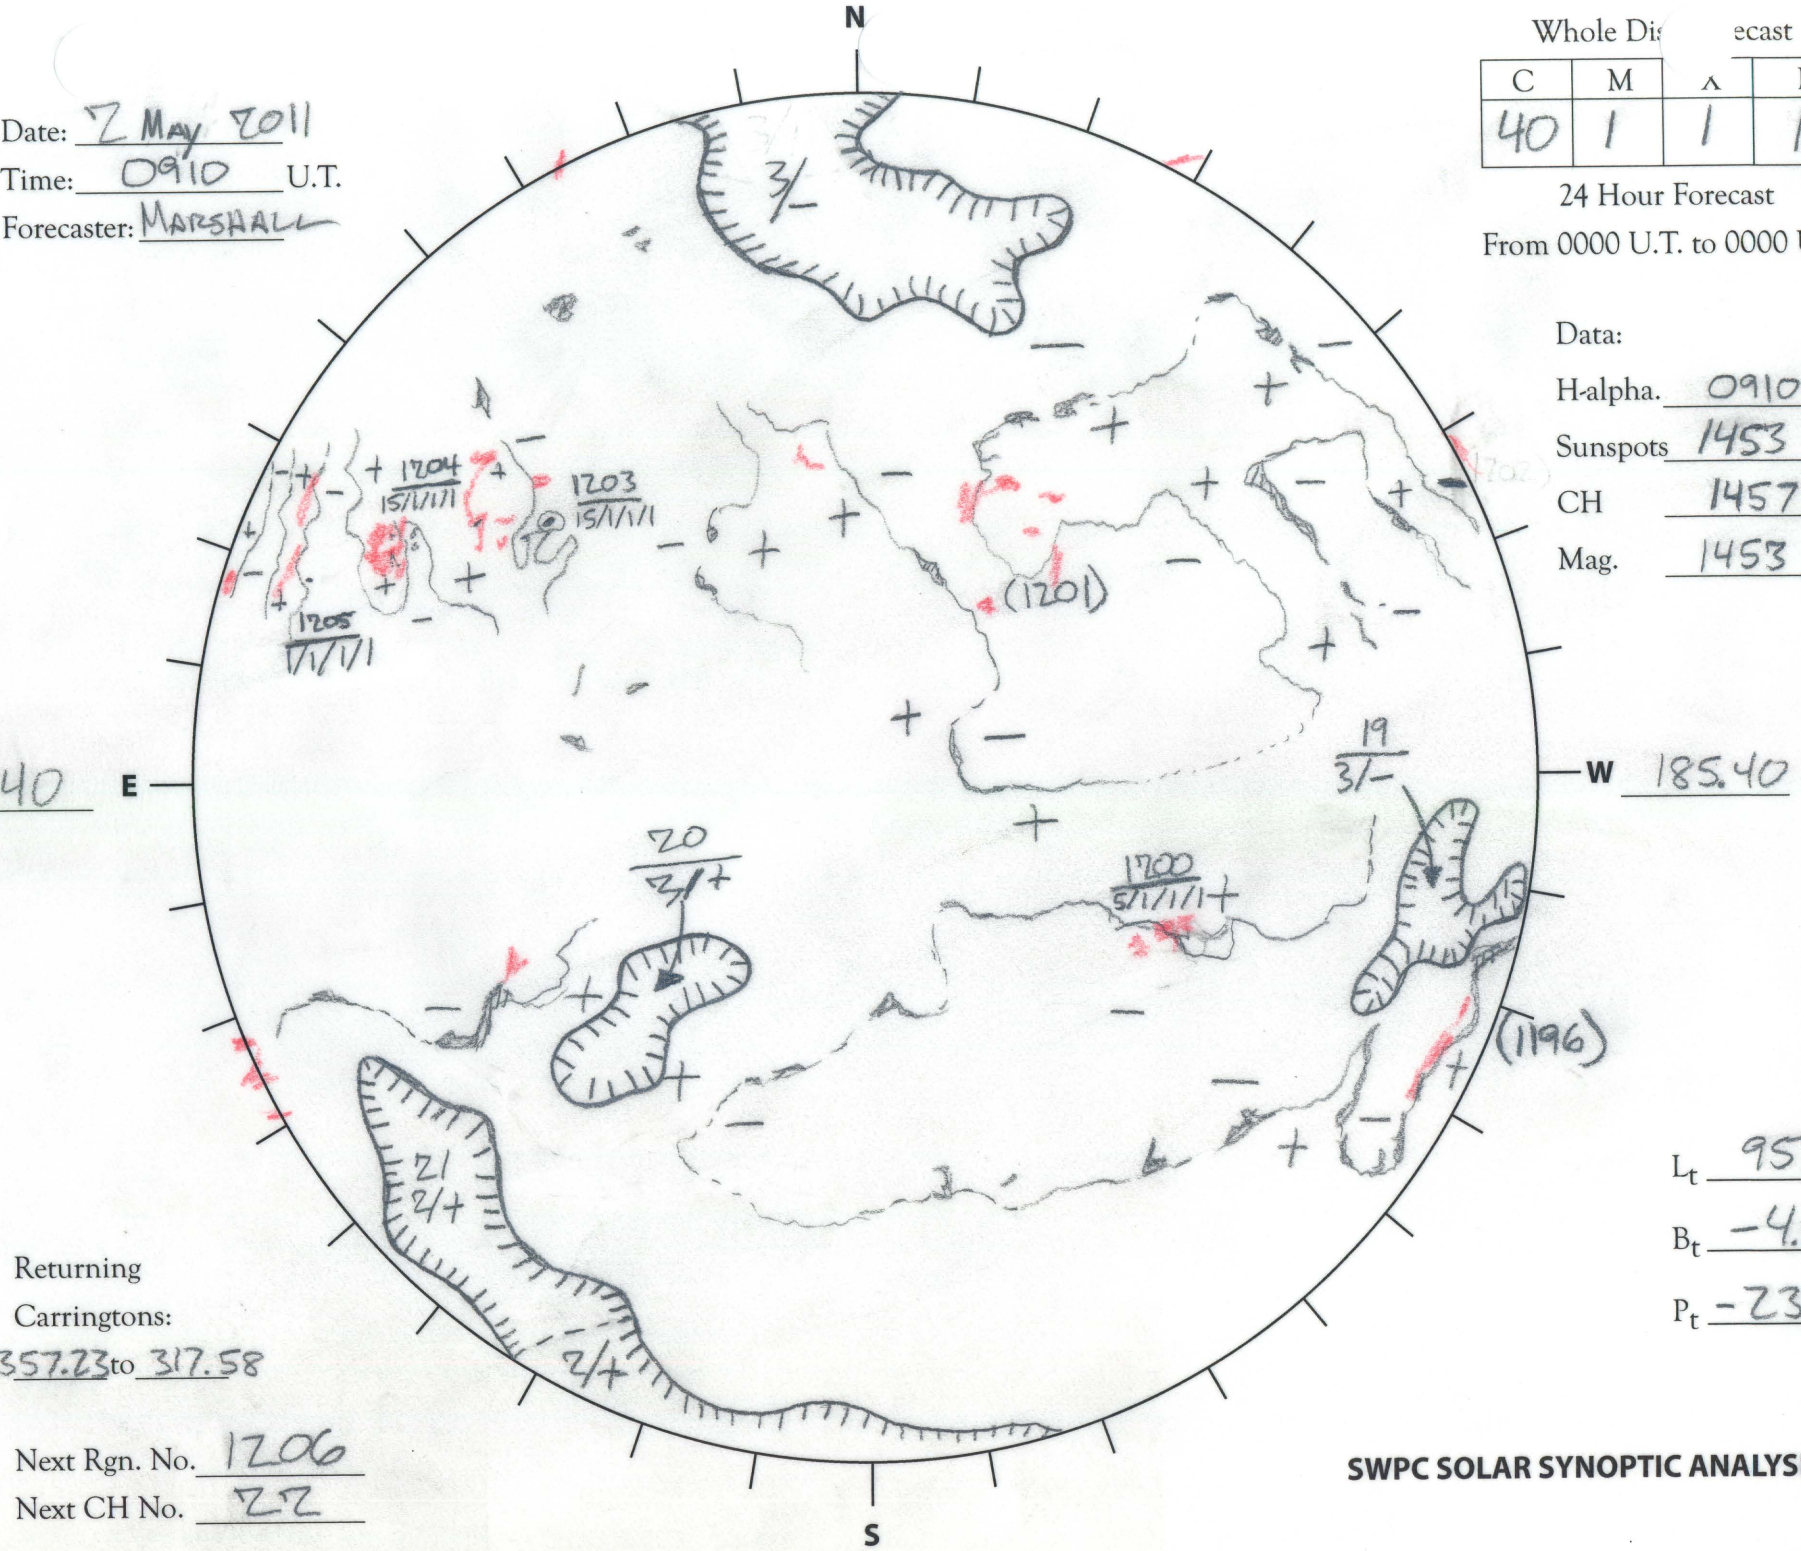 N
Whole Dis ecast
C M X
40 1 1 1
24 Hour Forecast
From 0000 U.T. to 0000 U
Date: 2 MAY 2011
Time: 0910 U.T.
Forecaster: MARSHALL
Data:
H-alpha. 0910
Sunspots 1453
CH 1457
Mag. 1453
3/-
1204
15/1/1/1
1203
15/1/1/1
1205
1/1/1/1
(1201)
19
3/-
40 E
W 185.40
20
3/+
1200
5/1/1/1
(1196)
21
2/+
2/+
Lt 95
Bt -4.
Pt -23
Returning
Carringtons:
357.23 to 317.58
Next Rgn. No. 1206
Next CH No. 22
SWPC SOLAR SYNOPTIC ANALYS
S